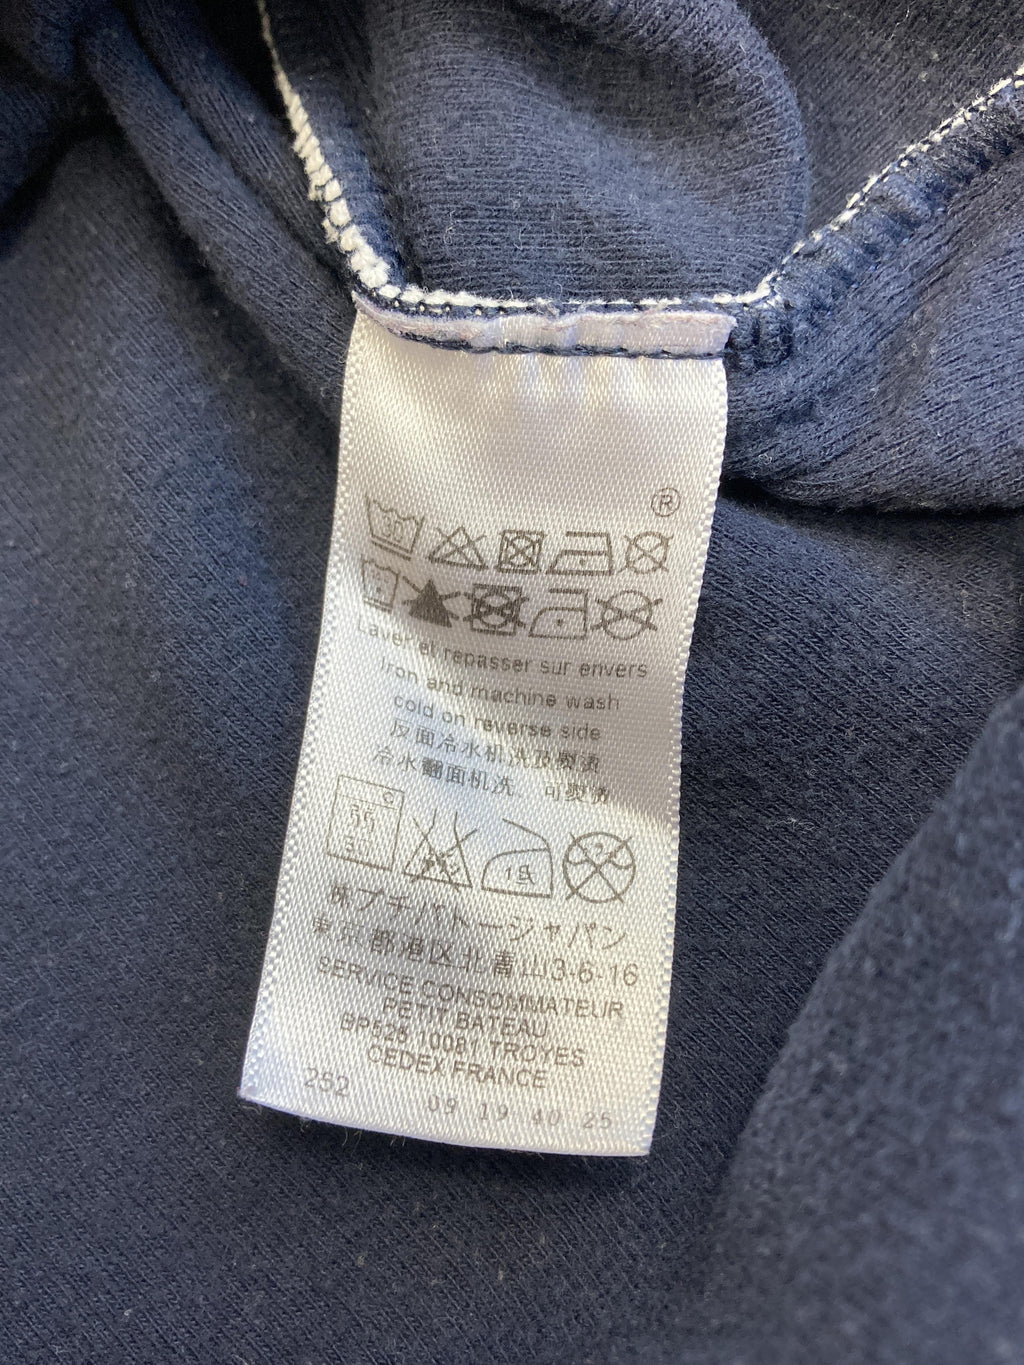 ®
Laver et repasser sur envers
Iron and machine wash
cold on reverse side
反面冷水机洗及熨烫
冷水翻面机洗
㈱プチバトージャパン
東京都港区北青山3-6-16
SERVICE CONSOMMATEUR
PETIT BATEAU
BP525 10081 TROYES
CEDEX FRANCE
252 09 19 40 25